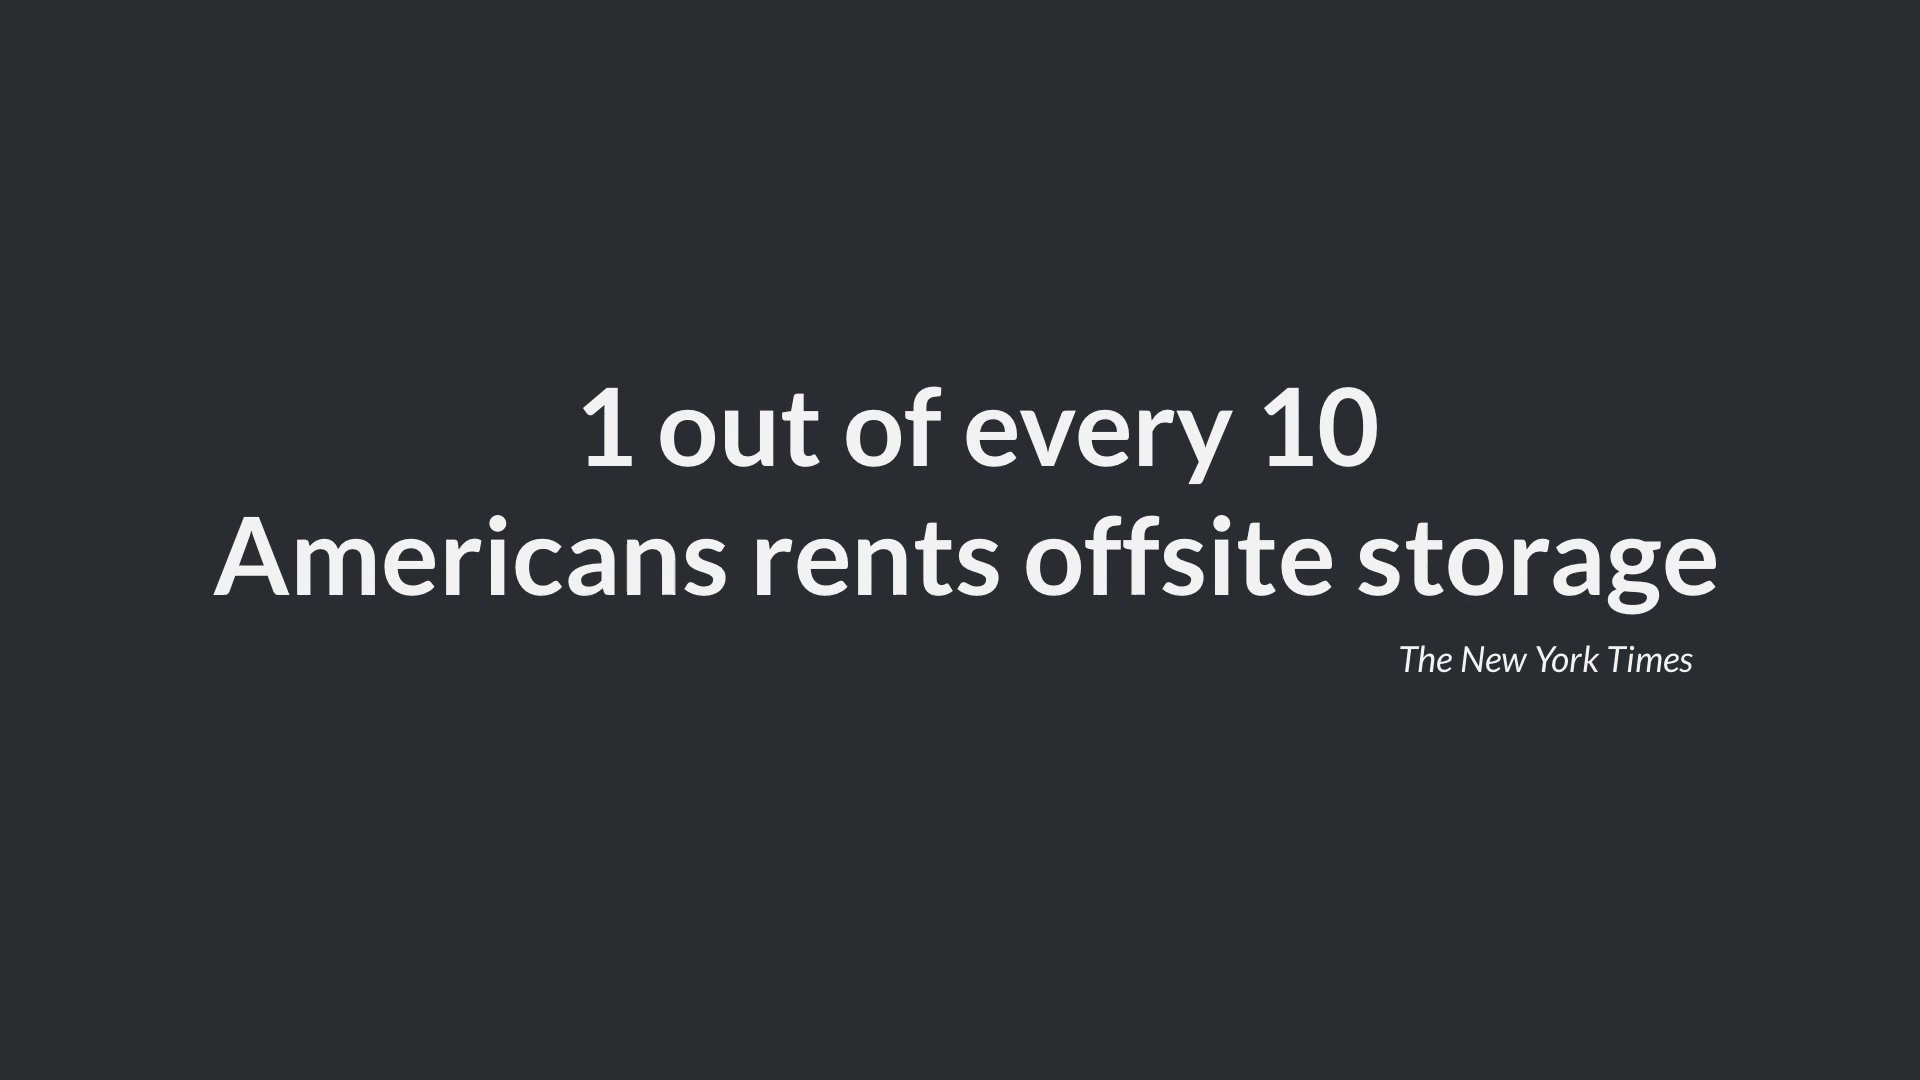 1 out of every 10
Americans rents offsite storage
The New York Times